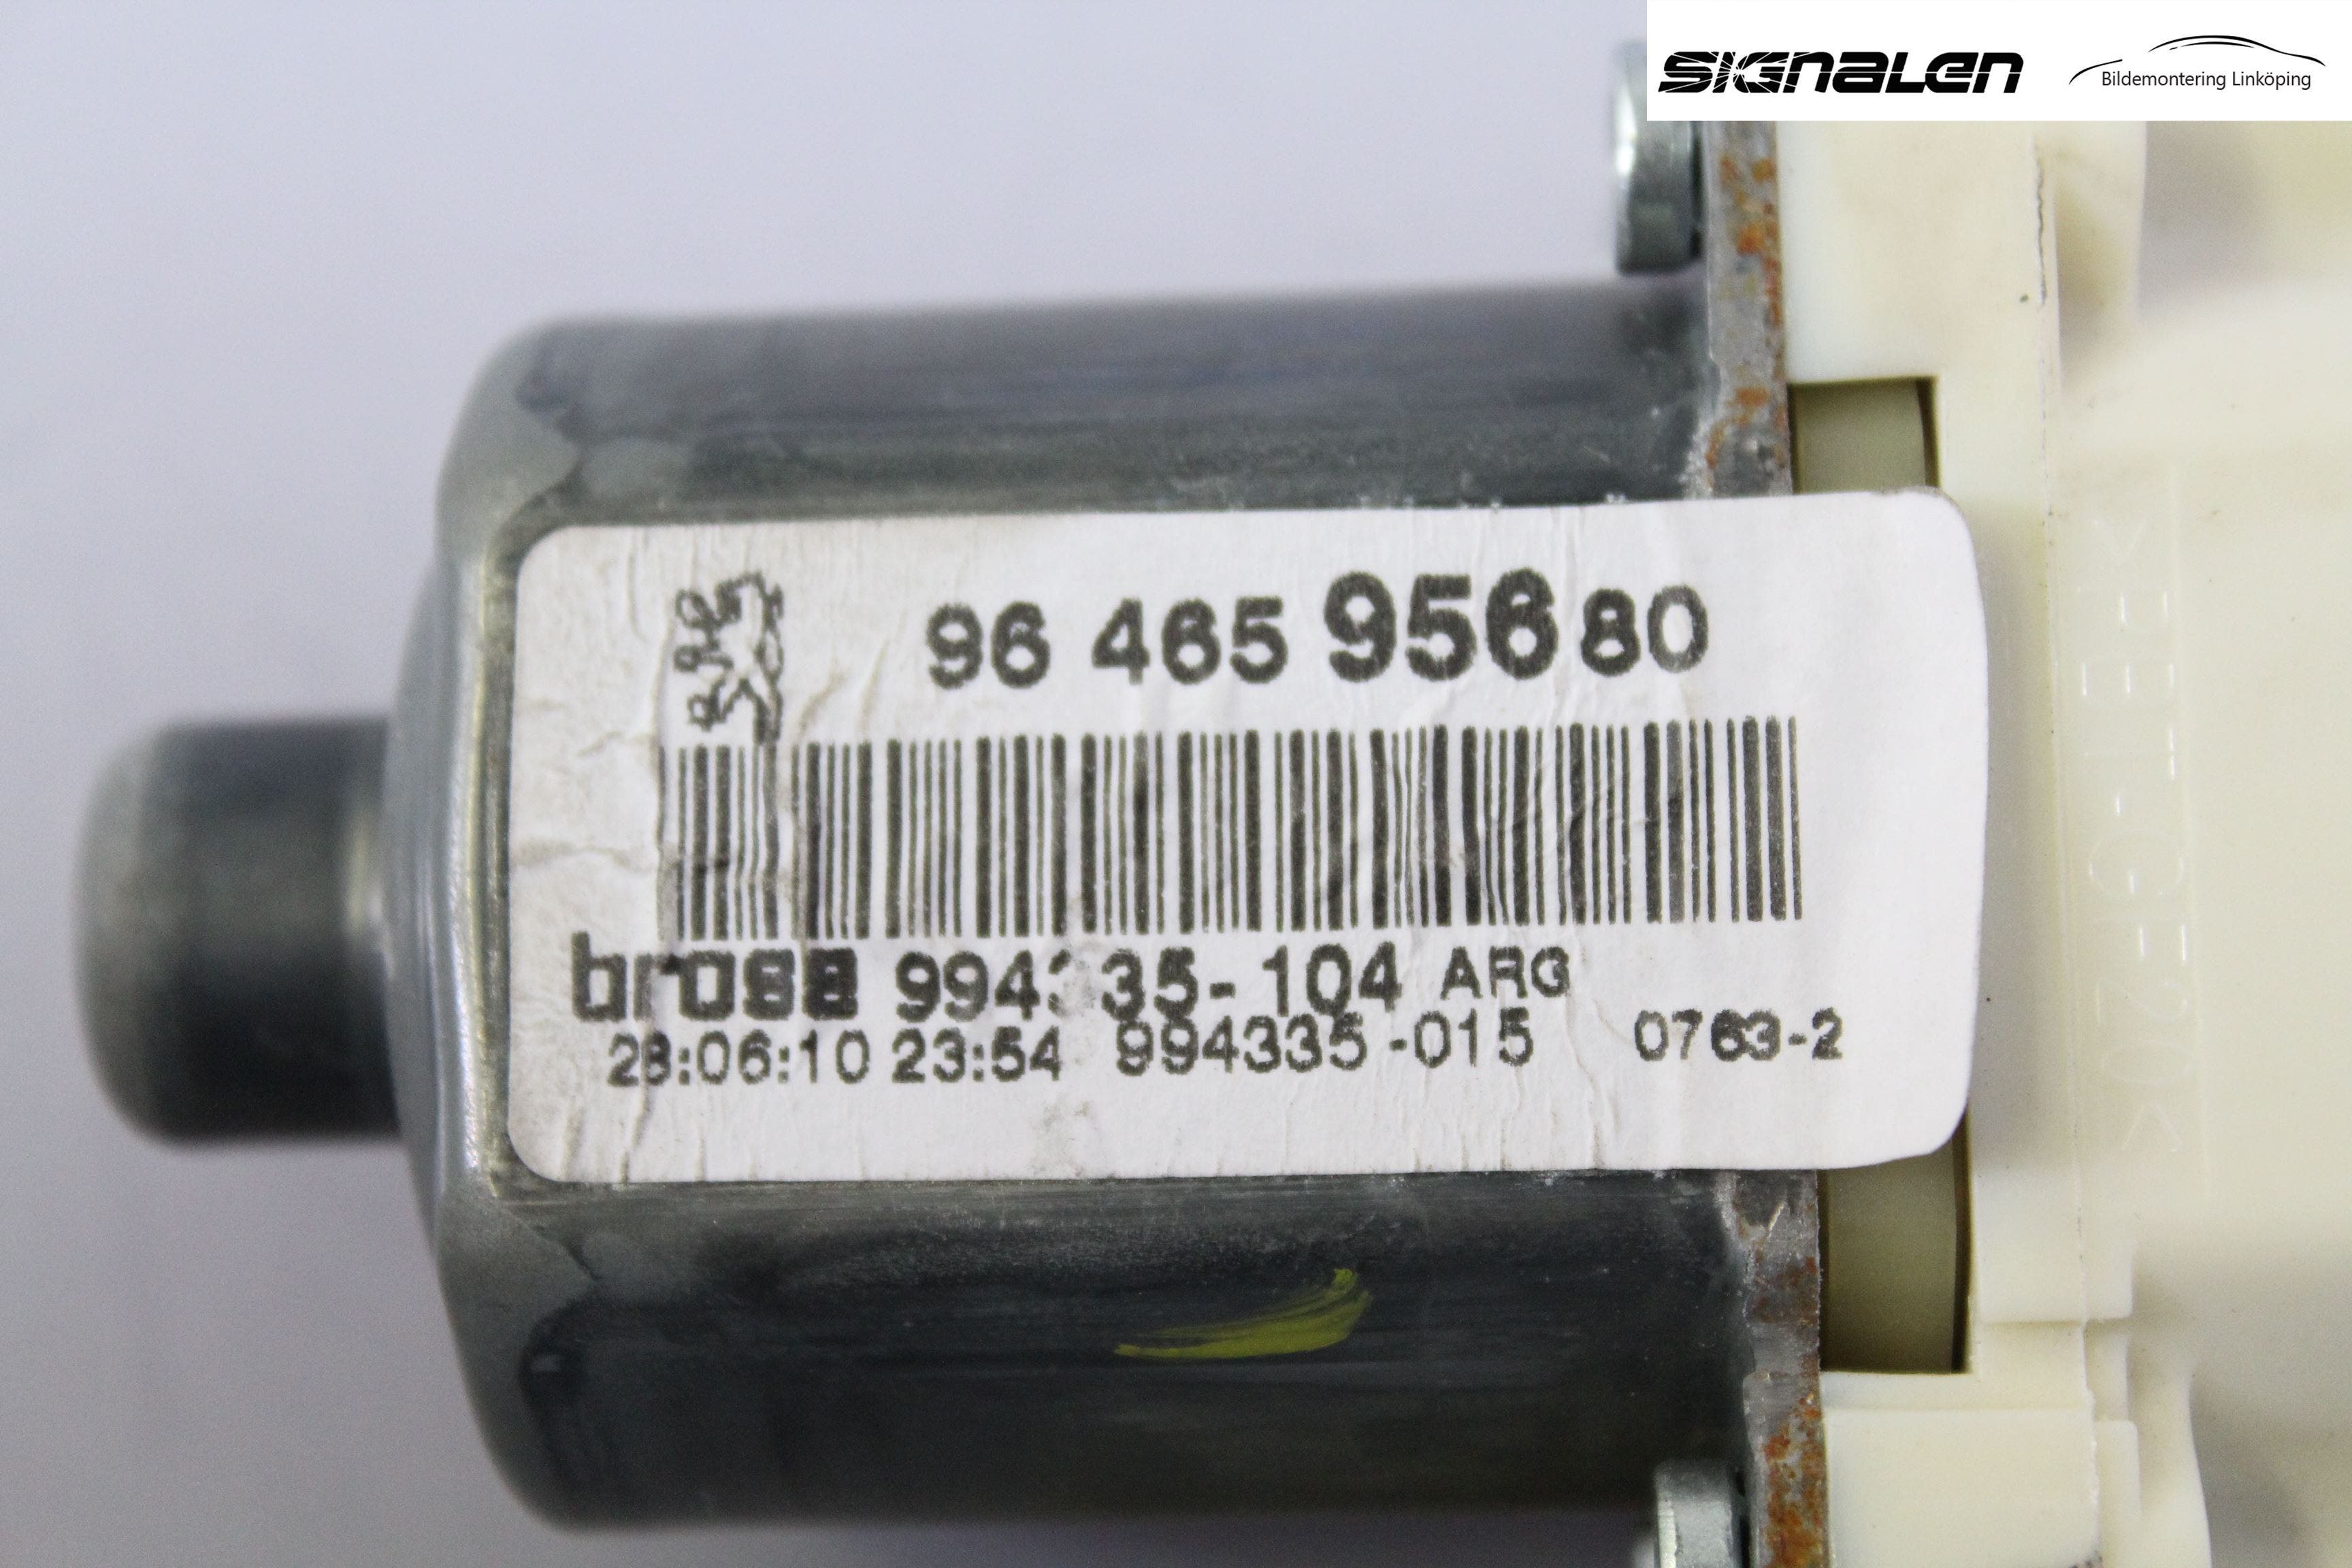 SIGNALEN
Bildemontering Linköping
96 465 956 80
brose 994335-104 ARG
28:06:10 23:54 994335-015 0763-2